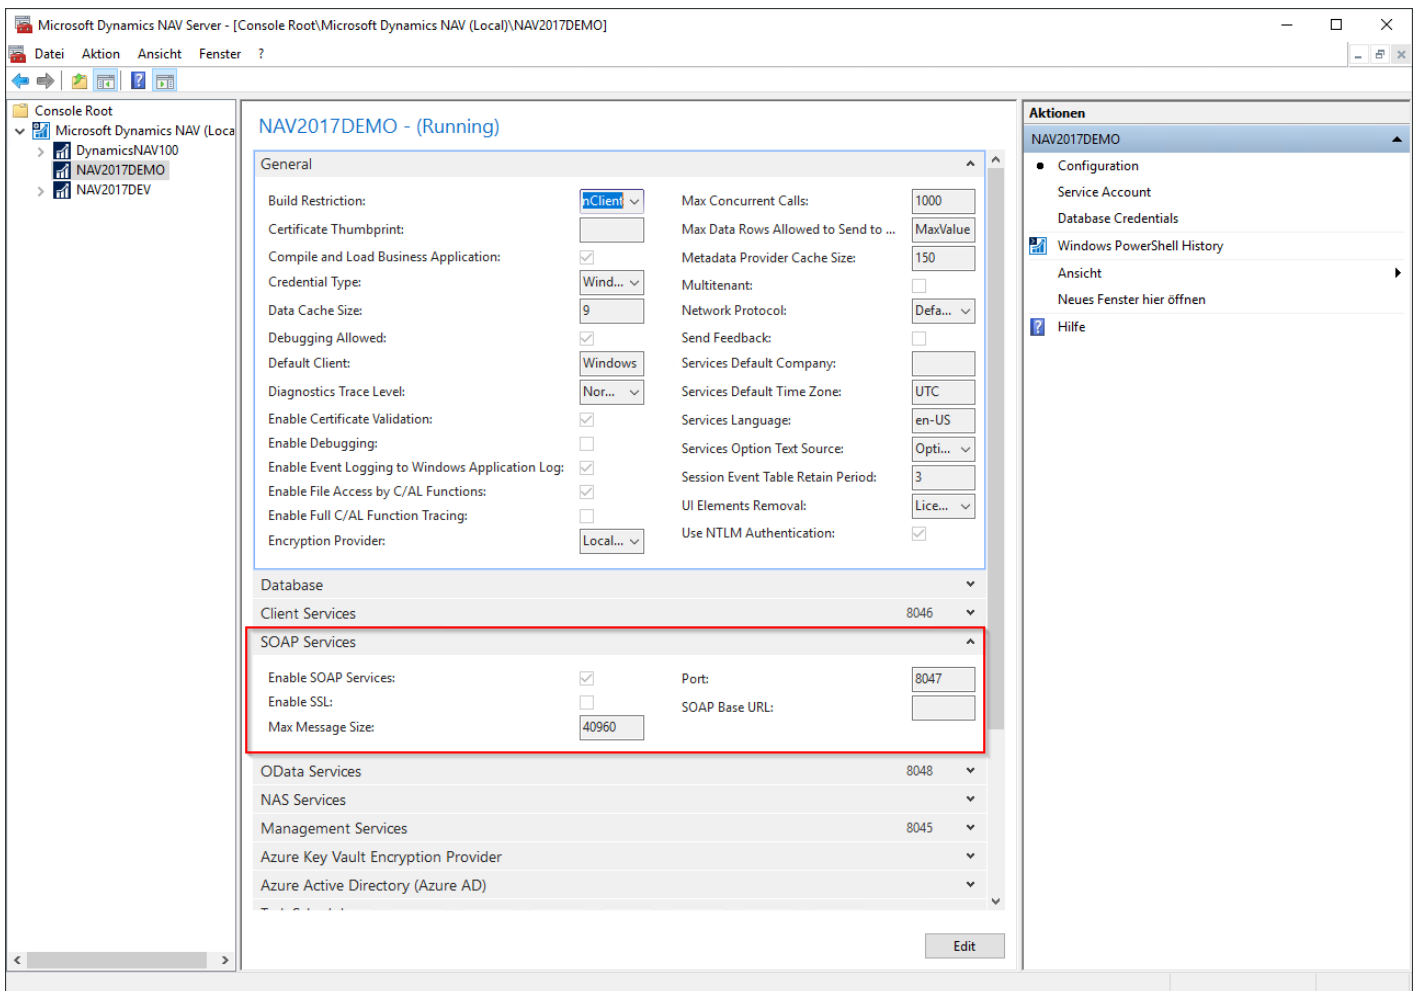 Microsoft Dynamics NAV Server - [Console Root\Microsoft Dynamics NAV (Local)\NAV2017DEMO]
Datei Aktion Ansicht Fenster ?
Console Root
Microsoft Dynamics NAV (Loca
DynamicsNAV100
NAV2017DEMO
NAV2017DEV
NAV2017DEMO - (Running)
General
Build Restriction: nClient
Certificate Thumbprint:
Compile and Load Business Application:
Credential Type: Wind...
Data Cache Size: 9
Debugging Allowed:
Default Client: Windows
Diagnostics Trace Level: Nor...
Enable Certificate Validation:
Enable Debugging:
Enable Event Logging to Windows Application Log:
Enable File Access by C/AL Functions:
Enable Full C/AL Function Tracing:
Encryption Provider: Local...
Max Concurrent Calls: 1000
Max Data Rows Allowed to Send to ... MaxValue
Metadata Provider Cache Size: 150
Multitenant:
Network Protocol: Defa...
Send Feedback:
Services Default Company:
Services Default Time Zone: UTC
Services Language: en-US
Services Option Text Source: Opti...
Session Event Table Retain Period: 3
UI Elements Removal: Lice...
Use NTLM Authentication:
Database
Client Services 8046
SOAP Services
Enable SOAP Services:
Enable SSL:
Max Message Size: 40960
Port: 8047
SOAP Base URL:
OData Services 8048
NAS Services
Management Services 8045
Azure Key Vault Encryption Provider
Azure Active Directory (Azure AD)
Edit
Aktionen
NAV2017DEMO
Configuration
Service Account
Database Credentials
Windows PowerShell History
Ansicht
Neues Fenster hier öffnen
Hilfe